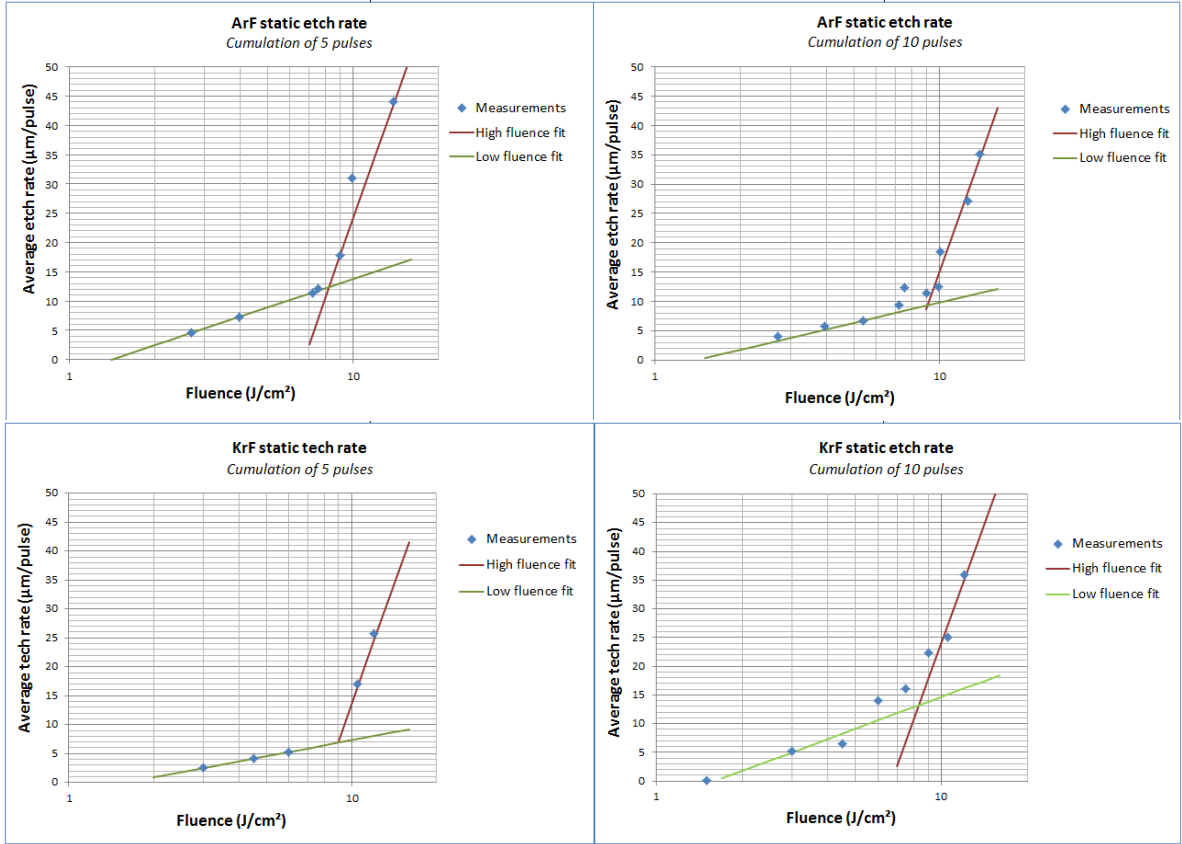 ArF static etch rate
Cumulation of 5 pulses
Average etch rate (µm/pulse)
50
45
40
35
30
25
20
15
10
5
0
1
10
Fluence (J/cm²)
Measurements
High fluence fit
Low fluence fit
ArF static etch rate
Cumulation of 10 pulses
Average etch rate (µm/pulse)
50
45
40
35
30
25
20
15
10
5
0
1
10
Fluence (J/cm²)
Measurements
High fluence fit
Low fluence fit
KrF static tech rate
Cumulation of 5 pulses
Average tech rate (µm/pulse)
50
45
40
35
30
25
20
15
10
5
0
1
10
Fluence (J/cm²)
Measurements
High fluence fit
Low fluence fit
KrF static etch rate
Cumulation of 10 pulses
Average tech rate (µm/pulse)
50
45
40
35
30
25
20
15
10
5
0
1
10
Fluence (J/cm²)
Measurements
High fluence fit
Low fluence fit